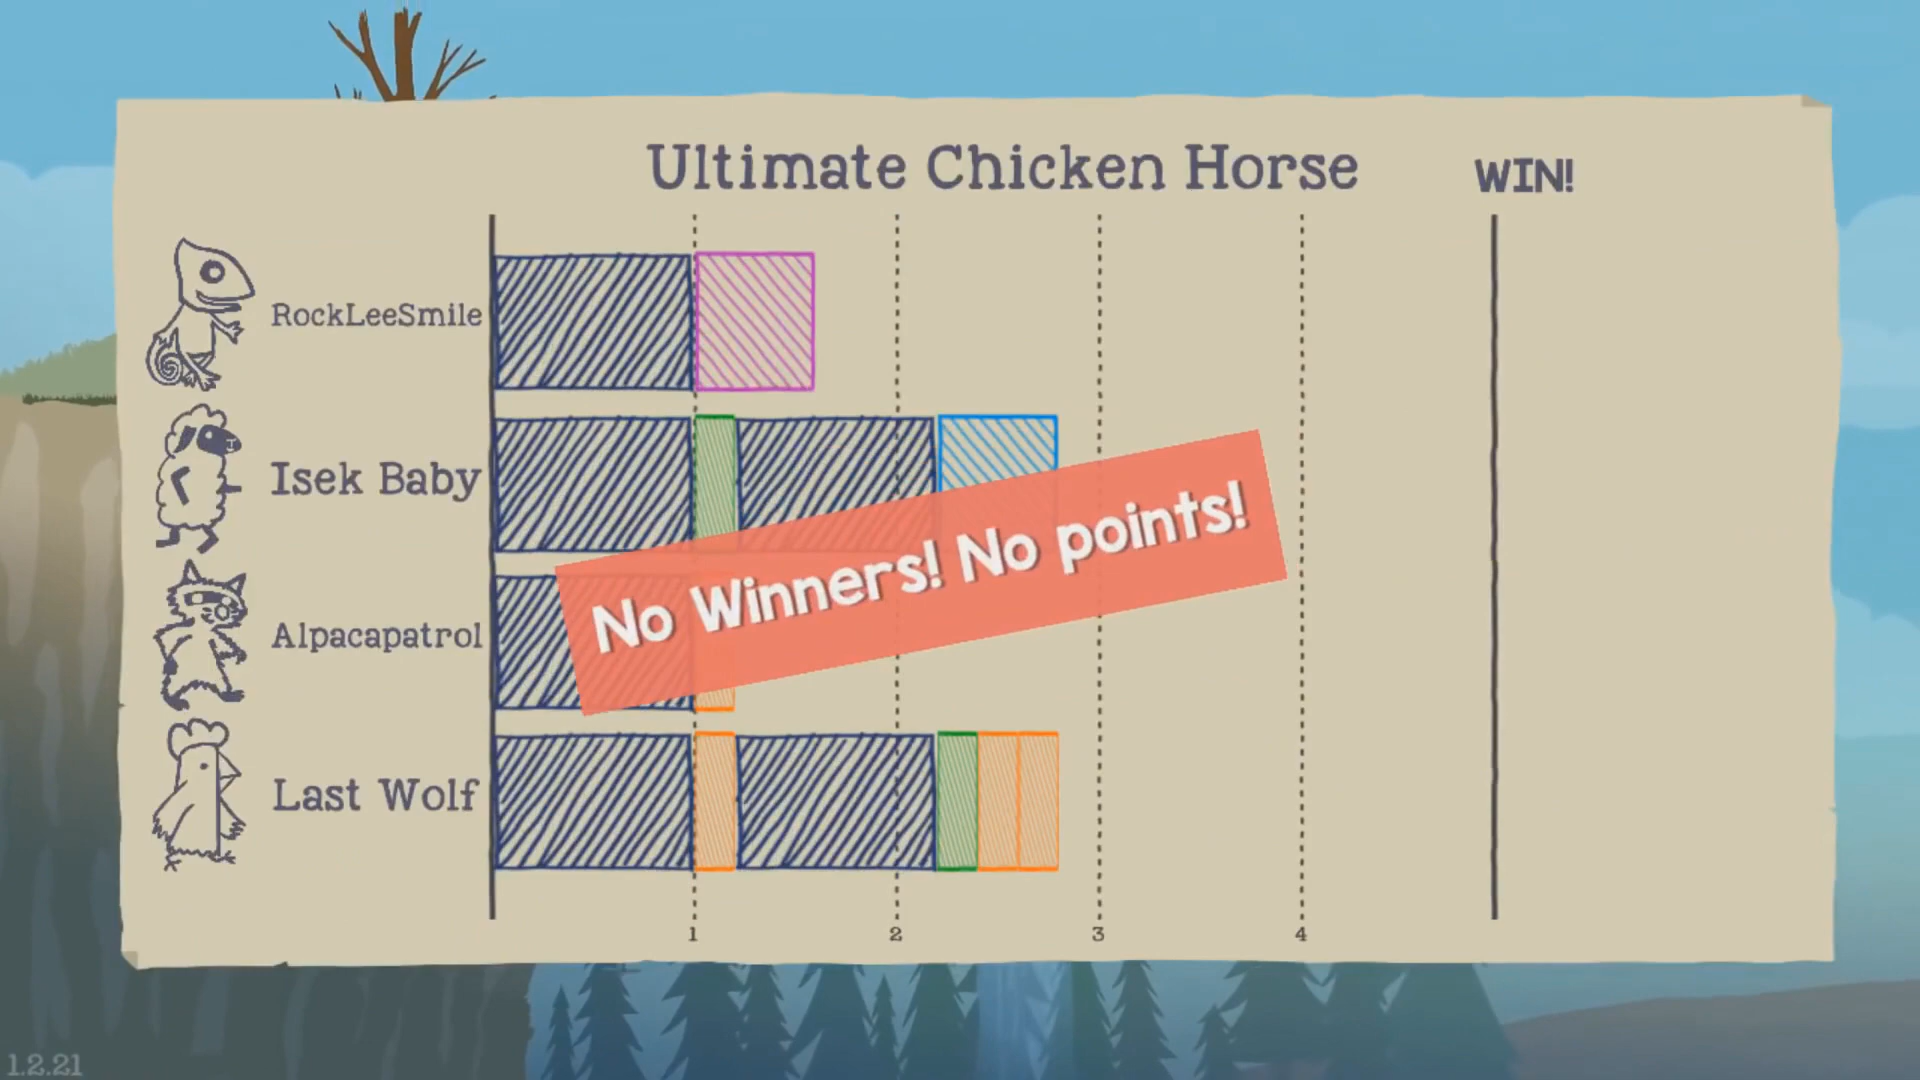 Ultimate Chicken Horse
WIN!
RockLeeSmile
Isek Baby
No Winners! No points!
Alpacapatrol
Last Wolf
1 2 3 4
1.2.21